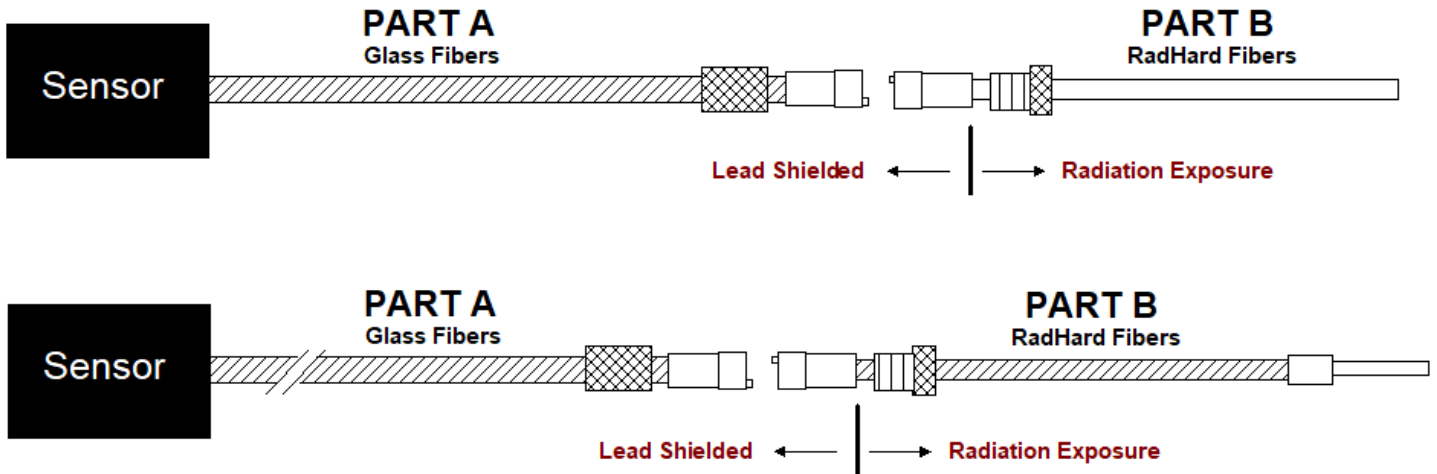 PART A
Glass Fibers
PART B
RadHard Fibers
Sensor
Lead Shielded
Radiation Exposure
PART A
Glass Fibers
PART B
RadHard Fibers
Sensor
Lead Shielded
Radiation Exposure